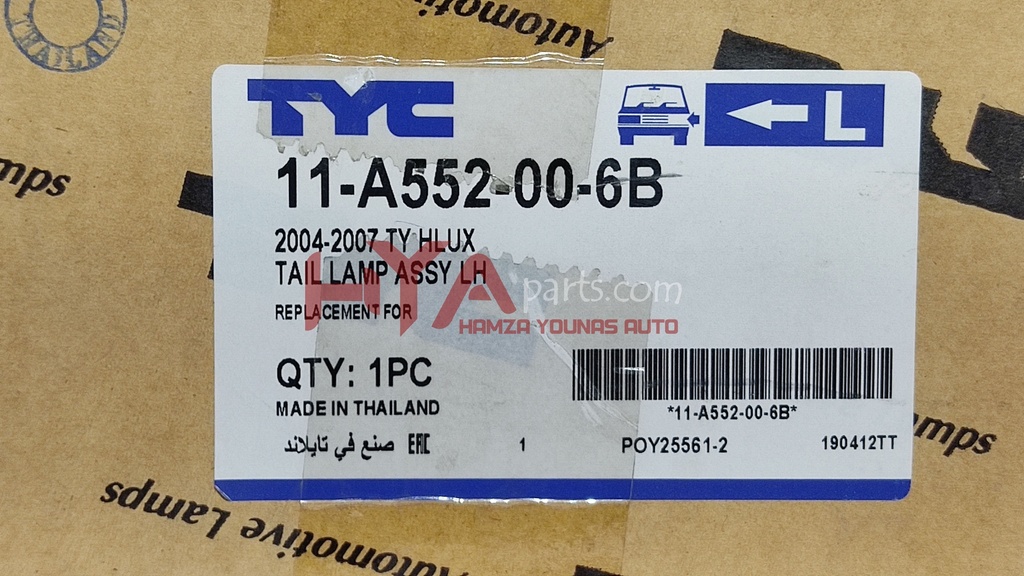 THAILAND
Automotive
TYC
L
11-A552-00-6B
2004-2007 TY HLUX
TAIL LAMP ASSY LH
REPLACEMENT FOR
HYA parts.com
HAMZA YOUNAS AUTO
QTY: 1PC
MADE IN THAILAND
*11-A552-00-6B*
صنع في تايلاند EAC 1 POY25561-2 190412TT
Automotive Lamps